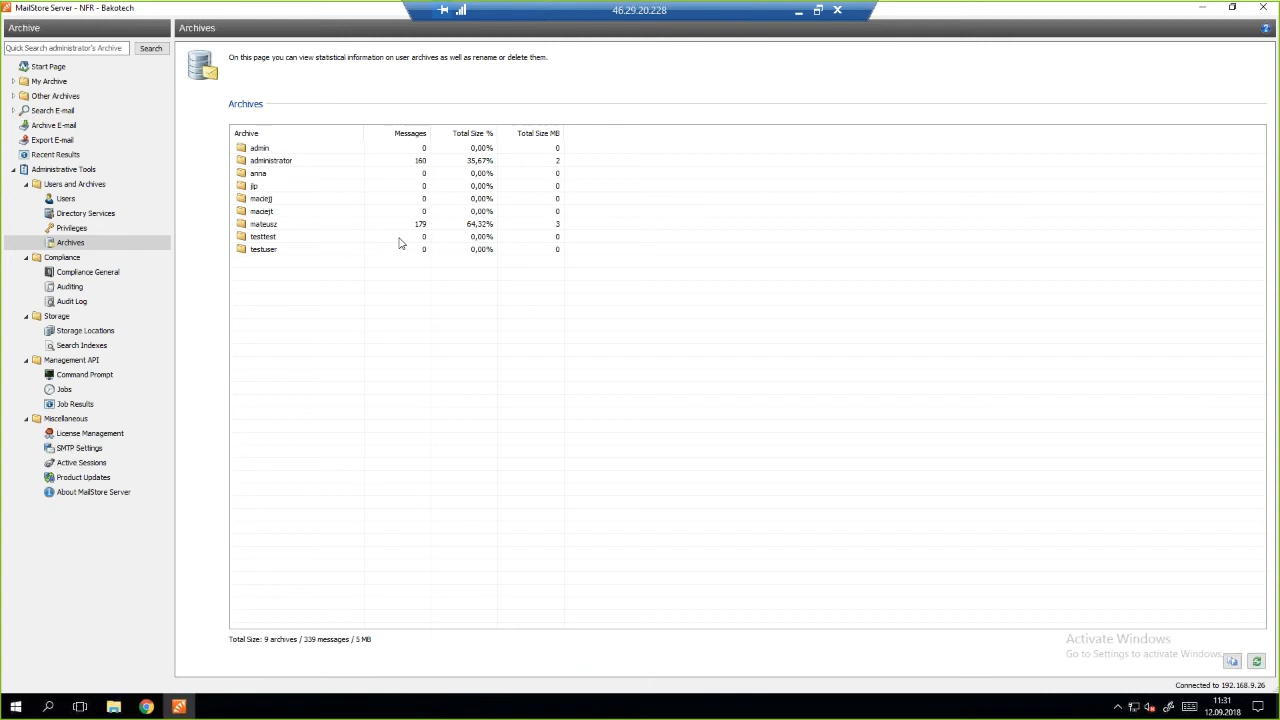 MailStore Server - NFR - Bakotech
46.29.20.228
Archive
Archives
Quick Search administrator's Archive
Search
Start Page
My Archive
Other Archives
Search E-mail
Archive E-mail
Export E-mail
Recent Results
Administrative Tools
Users and Archives
Users
Directory Services
Privileges
Archives
Compliance
Compliance General
Auditing
Audit Log
Storage
Storage Locations
Search Indexes
Management API
Command Prompt
Jobs
Job Results
Miscellaneous
License Management
SMTP Settings
Active Sessions
Product Updates
About MailStore Server
On this page you can view statistical information on user archives as well as rename or delete them.
Archives
Archive Messages Total Size % Total Size MB
admin 0 0,00% 0
administrator 160 35,67% 2
anna 0 0,00% 0
jlp 0 0,00% 0
maciejj 0 0,00% 0
maciejt 0 0,00% 0
mateusz 179 64,32% 3
testtest 0 0,00% 0
testuser 0 0,00% 0
Total Size: 9 archives / 339 messages / 5 MB
Activate Windows
Go to Settings to activate Windows.
Connected to 192.168.9.26
11:31
12.09.2018